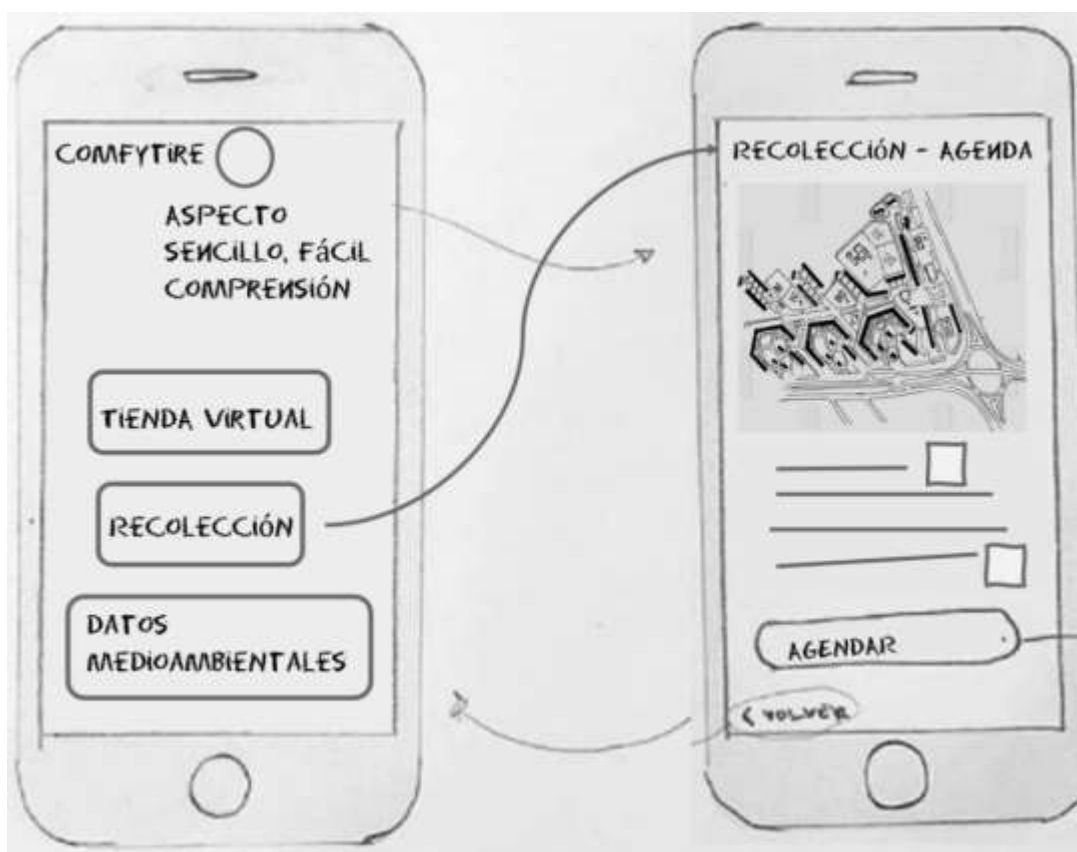 COMFYTIRE
ASPECTO
SENCILLO, FÁCIL
COMPRENSIÓN
TIENDA VIRTUAL
RECOLECCIÓN
DATOS
MEDIOAMBIENTALES
RECOLECCIÓN - AGENDA
AGENDAR
< VOLVER